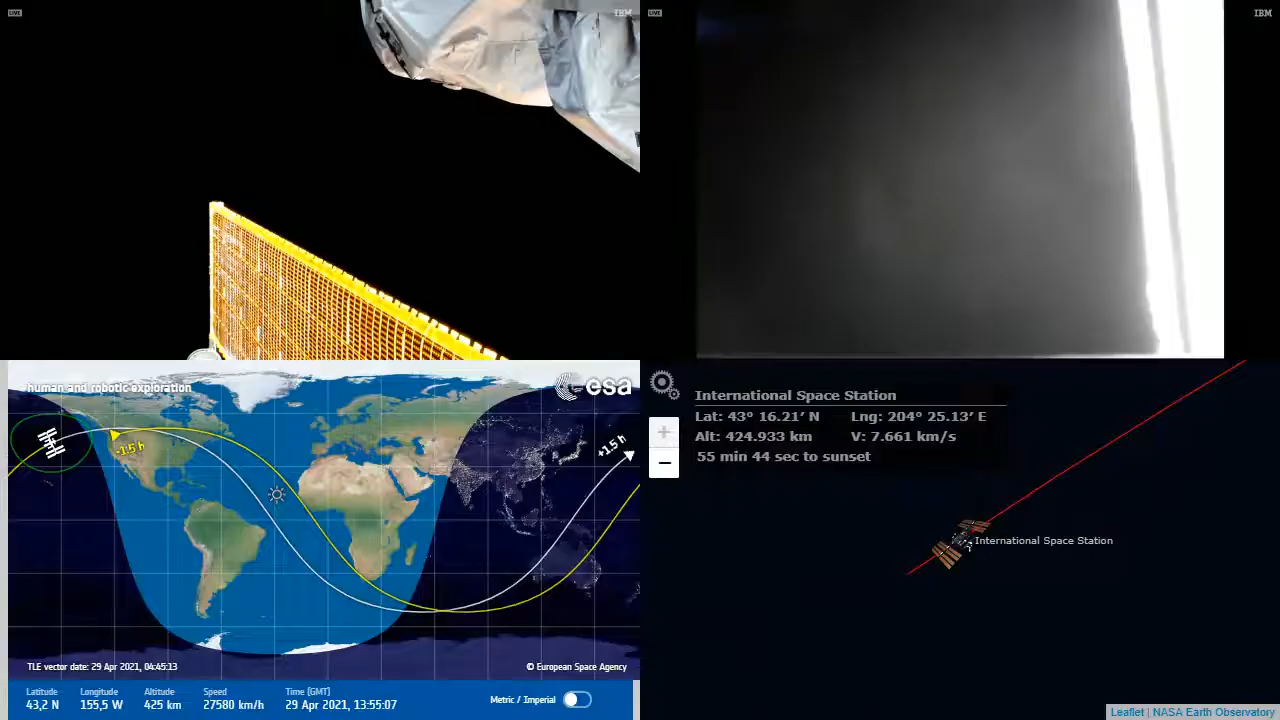 LIVE
IBM
LIVE
IBM
human and robotic exploration
esa
-1.5 h
+1.5 h
TLE vector date: 29 Apr 2021, 04:45:13
© European Space Agency
Latitude
43,2 N
Longitude
155,5 W
Altitude
425 km
Speed
27580 km/h
Time [GMT]
29 Apr 2021, 13:55:07
Metric / Imperial
+
−
International Space Station
Lat: 43° 16.21′ N
Lng: 204° 25.13′ E
Alt: 424.933 km
V: 7.661 km/s
55 min 44 sec to sunset
International Space Station
Leaflet | NASA Earth Observatory